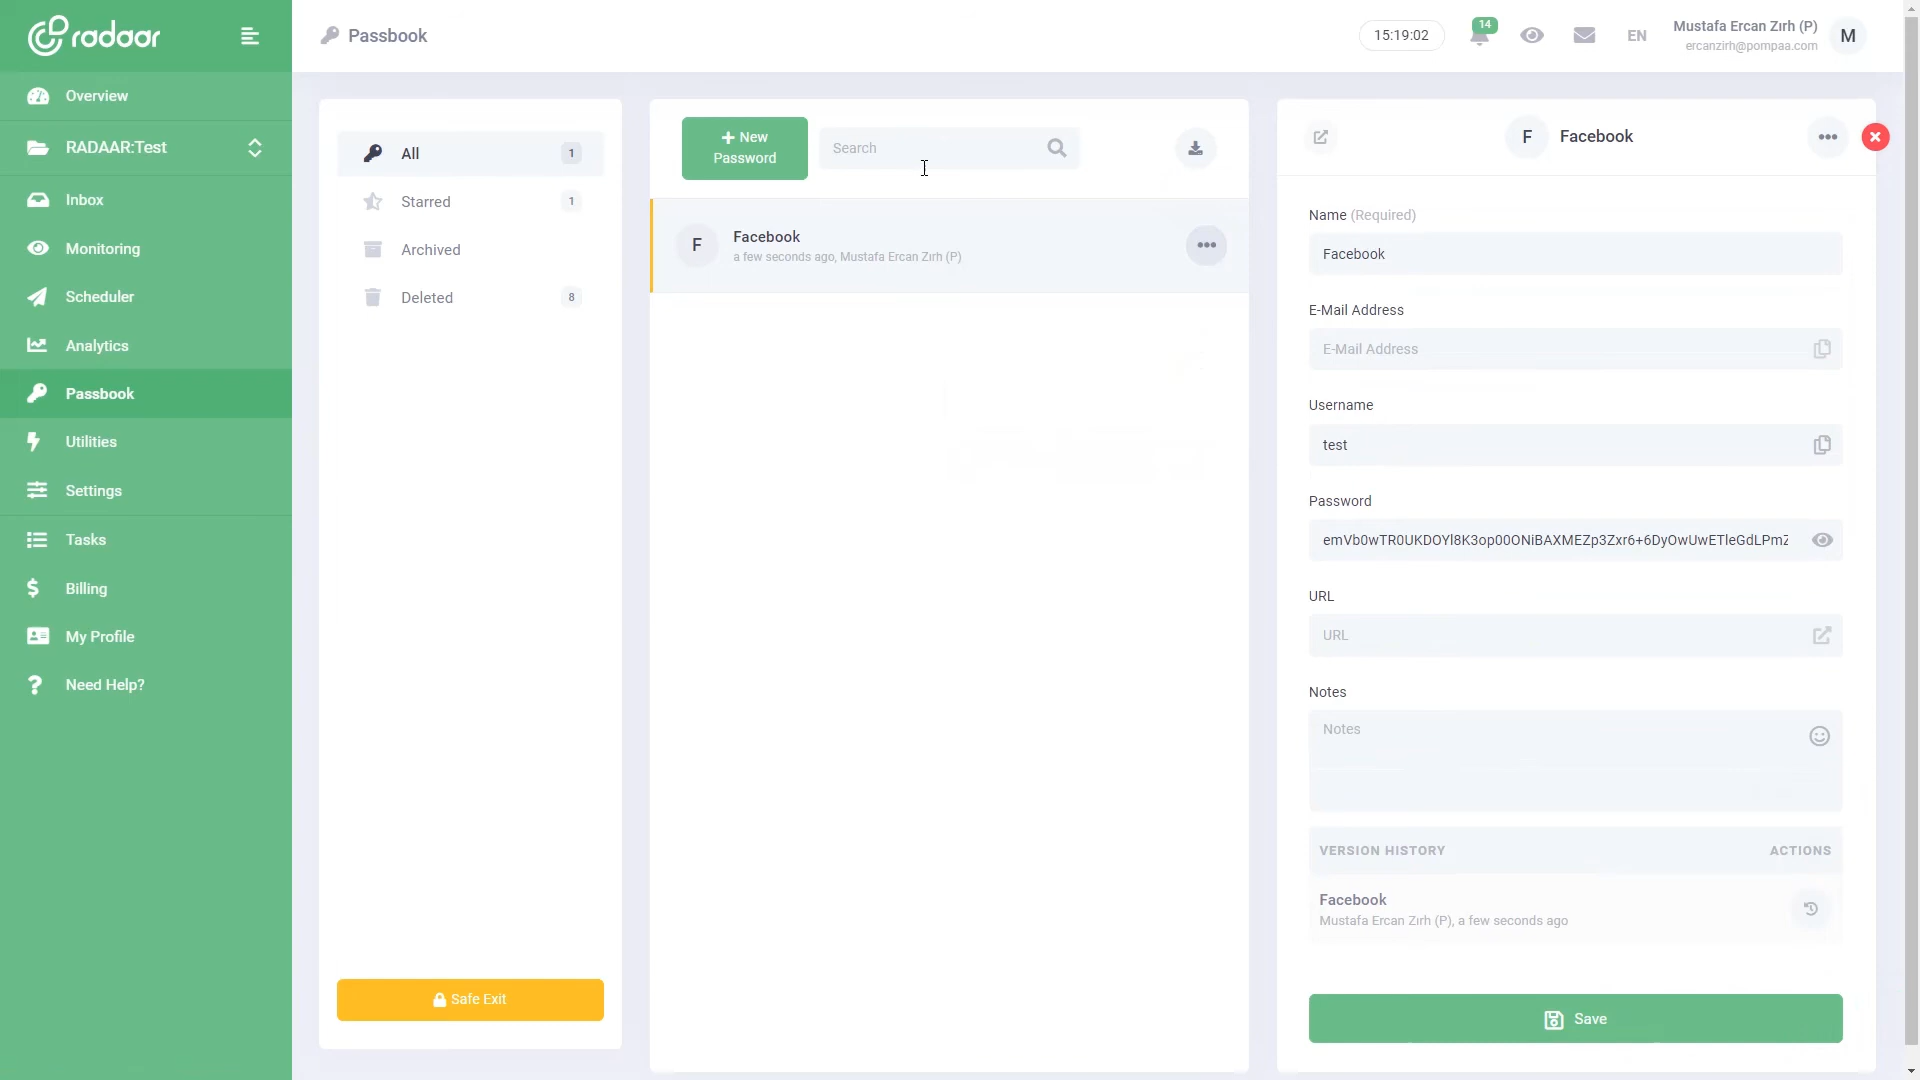 radaar
Passbook
15:19:02
14
EN
Mustafa Ercan Zırh (P)
ercanzirh@pompaa.com
M
Overview
RADAAR:Test
Inbox
Monitoring
Scheduler
Analytics
Passbook
Utilities
Settings
Tasks
Billing
My Profile
Need Help?
All 1
Starred 1
Archived
Deleted 8
Safe Exit
New
Password
Search
F
Facebook
a few seconds ago, Mustafa Ercan Zırh (P)
F Facebook
Name (Required)
Facebook
E-Mail Address
E-Mail Address
Username
test
Password
emVb0wTR0UKDOYl8K3op00ONiBAXMEZp3Zxr6+6DyOwUwETleGdLPmZ
URL
URL
Notes
Notes
VERSION HISTORY ACTIONS
Facebook
Mustafa Ercan Zırh (P), a few seconds ago
Save